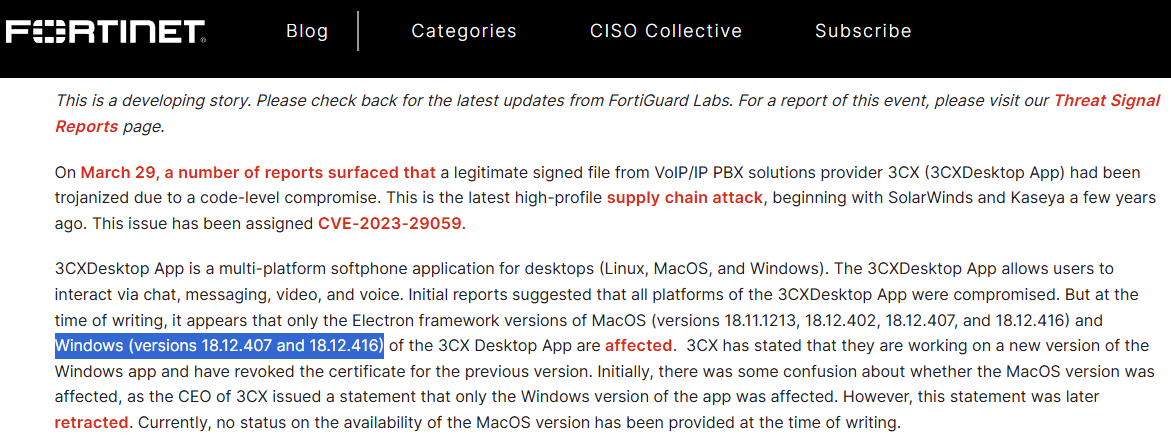 FORTINET
Blog
Categories
CISO Collective
Subscribe
This is a developing story. Please check back for the latest updates from FortiGuard Labs. For a report of this event, please visit our Threat Signal
Reports page.
On March 29, a number of reports surfaced that a legitimate signed file from VoIP/IP PBX solutions provider 3CX (3CXDesktop App) had been
trojanized due to a code-level compromise. This is the latest high-profile supply chain attack, beginning with SolarWinds and Kaseya a few years
ago. This issue has been assigned CVE-2023-29059.
3CXDesktop App is a multi-platform softphone application for desktops (Linux, MacOS, and Windows). The 3CXDesktop App allows users to
interact via chat, messaging, video, and voice. Initial reports suggested that all platforms of the 3CXDesktop App were compromised. But at the
time of writing, it appears that only the Electron framework versions of MacOS (versions 18.11.1213, 18.12.402, 18.12.407, and 18.12.416) and
Windows (versions 18.12.407 and 18.12.416) of the 3CX Desktop App are affected. 3CX has stated that they are working on a new version of the
Windows app and have revoked the certificate for the previous version. Initially, there was some confusion about whether the MacOS version was
affected, as the CEO of 3CX issued a statement that only the Windows version of the app was affected. However, this statement was later
retracted. Currently, no status on the availability of the MacOS version has been provided at the time of writing.